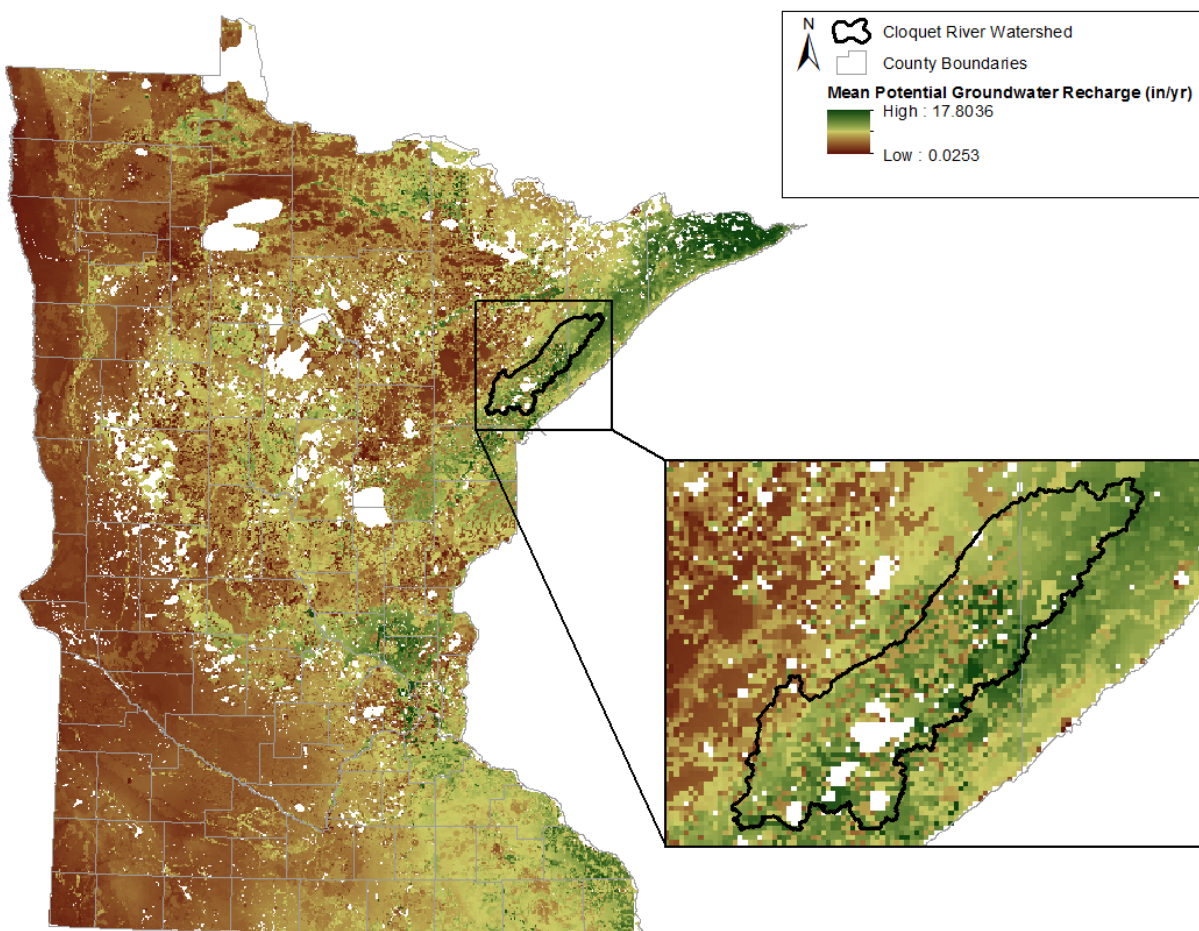 N
Cloquet River Watershed
County Boundaries
Mean Potential Groundwater Recharge (in/yr)
High : 17.8036
Low : 0.0253